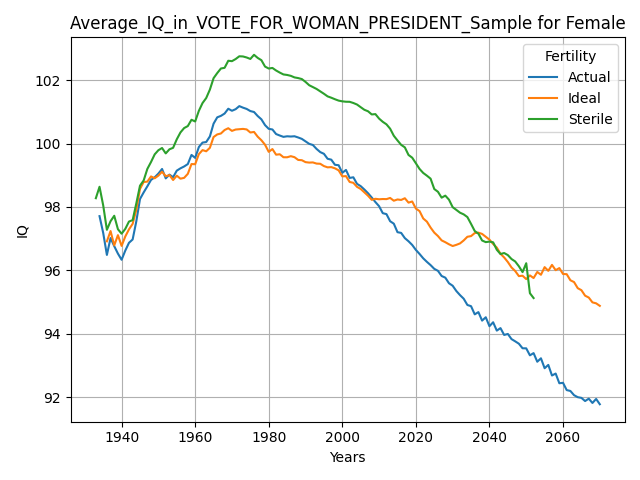 Average_IQ_in_VOTE_FOR_WOMAN_PRESIDENT_Sample for Female
Fertility
Actual
Ideal
Sterile
IQ
102
100
98
96
94
92
1940 1960 1980 2000 2020 2040 2060
Years